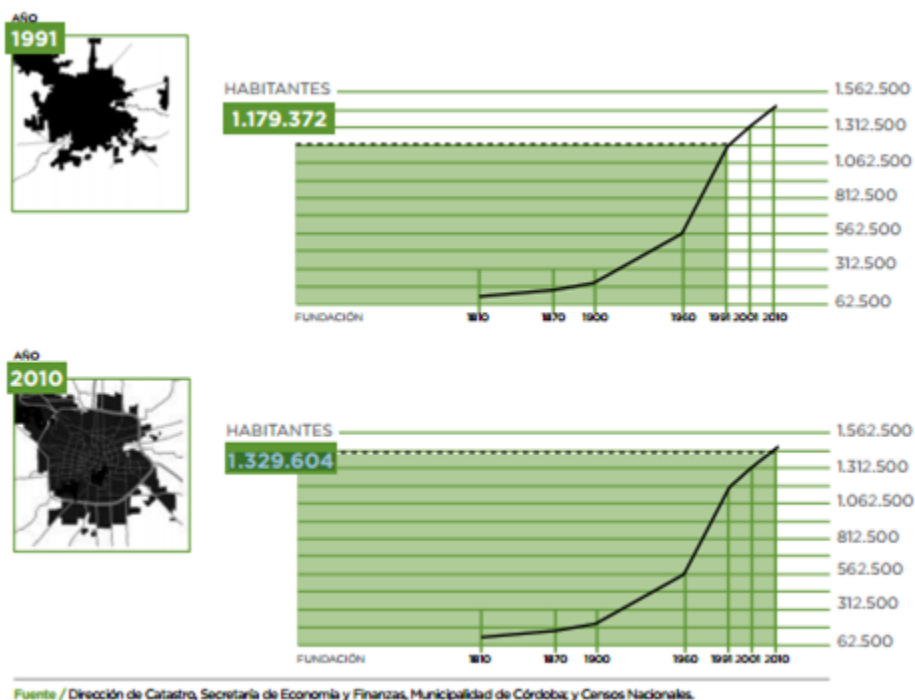 AÑO
1991
HABITANTES
1.179.372
1.562.500
1.312.500
1.062.500
812.500
562.500
312.500
62.500
FUNDACIÓN 1810 1870 1900 1960 1991 2001 2010
AÑO
2010
HABITANTES
1.329.604
1.562.500
1.312.500
1.062.500
812.500
562.500
312.500
62.500
FUNDACIÓN 1810 1870 1900 1960 1991 2001 2010
Fuente / Dirección de Catastro, Secretaría de Economía y Finanzas, Municipalidad de Córdoba; y Censos Nacionales.